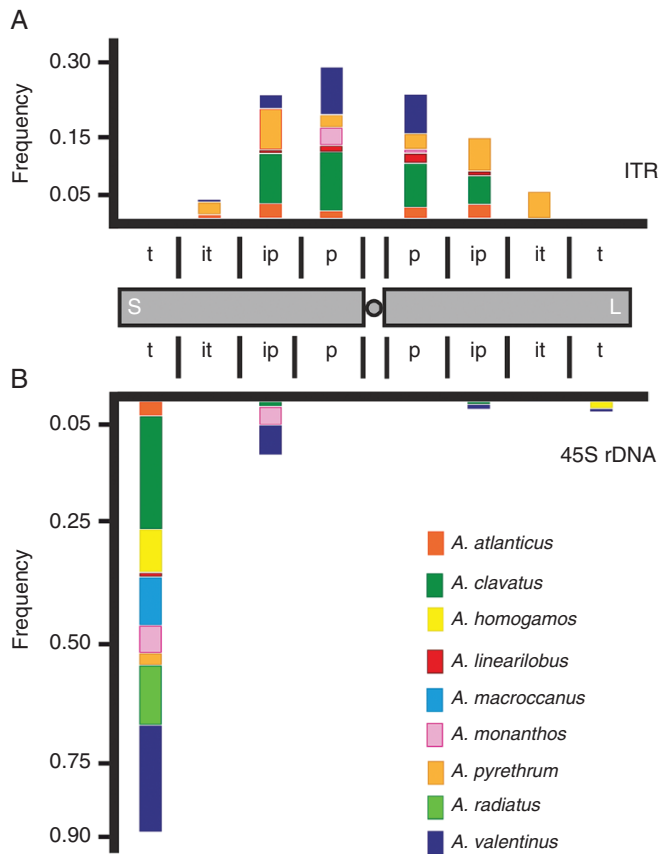 A
Frequency
0.30
0.15
0.05
ITR
t it ip p p ip it t
S L
t it ip p p ip it t
B
Frequency
0.05
0.25
0.50
0.75
0.90
45S rDNA
A. atlanticus
A. clavatus
A. homogamos
A. linearilobus
A. macroccanus
A. monanthos
A. pyrethrum
A. radiatus
A. valentinus